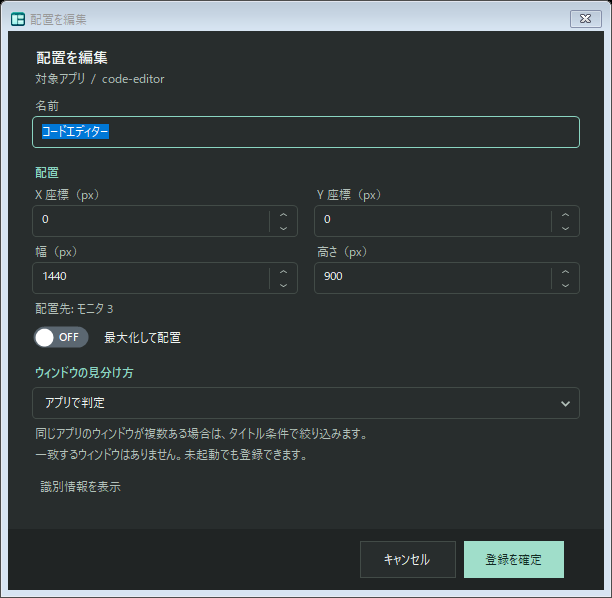 配置を編集
配置を編集
対象アプリ / code-editor
名前
コードエディター
配置
X 座標（px）
Y 座標（px）
0
0
幅（px）
高さ（px）
1440
900
配置先: モニタ 3
OFF
最大化して配置
ウィンドウの見分け方
アプリで判定
同じアプリのウィンドウが複数ある場合は、タイトル条件で絞り込みます。
一致するウィンドウはありません。未起動でも登録できます。
識別情報を表示
キャンセル
登録を確定